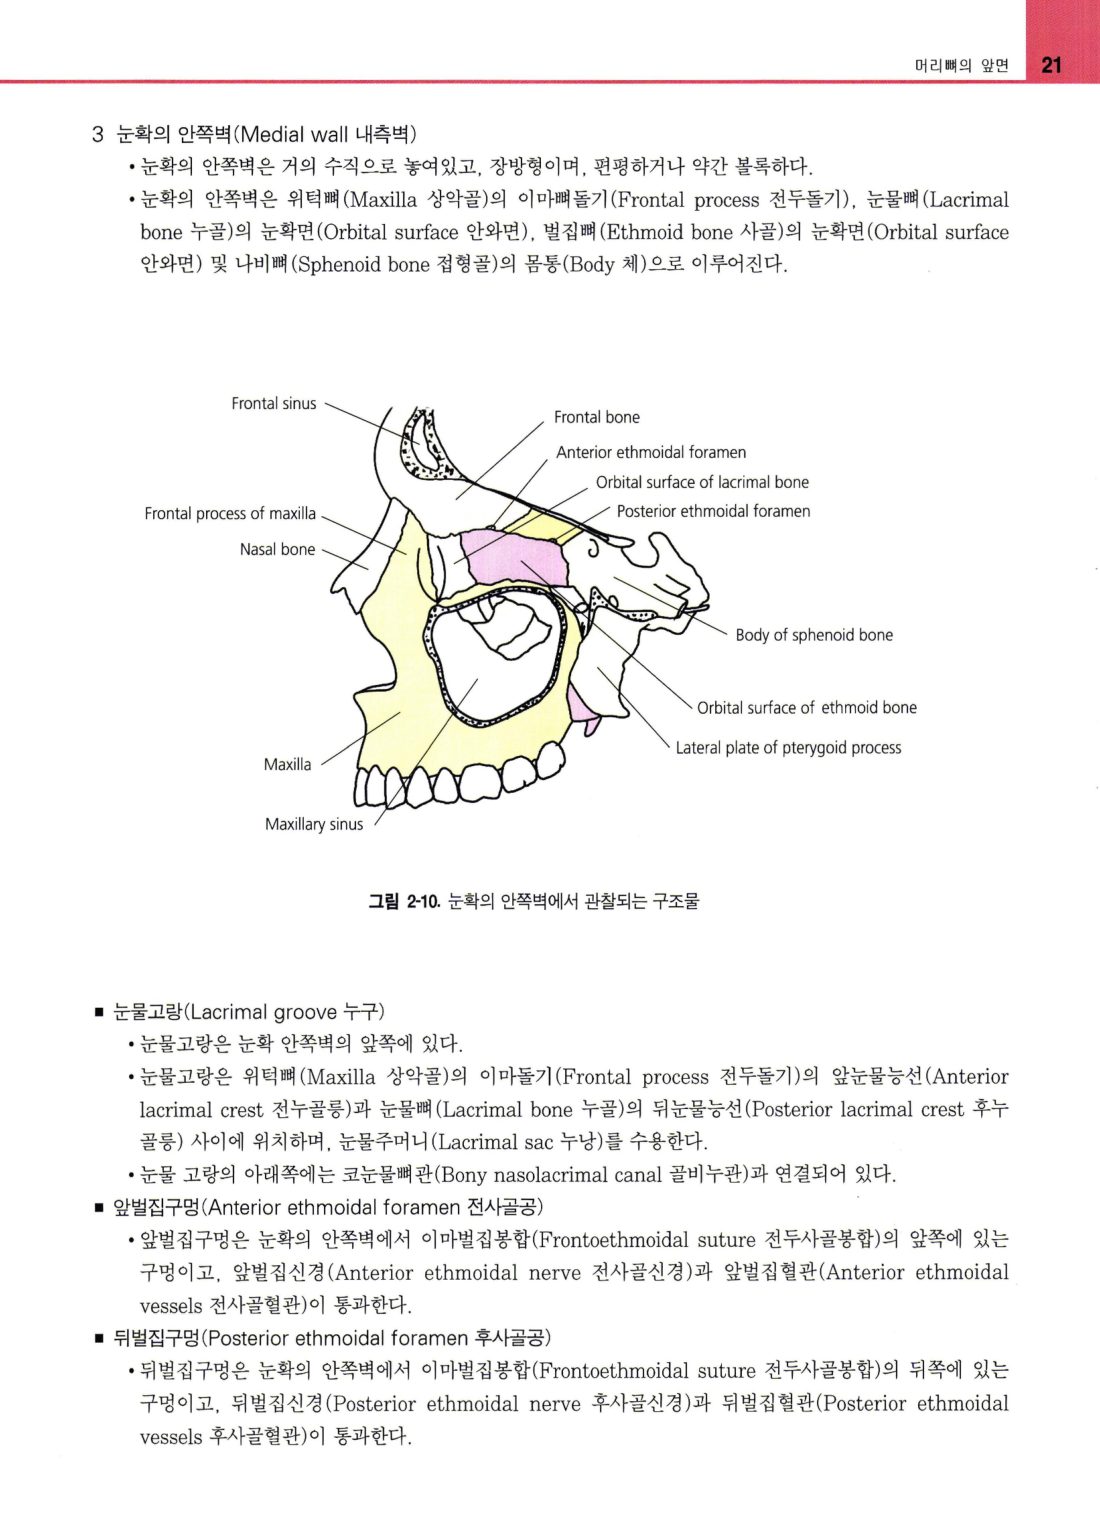 머리뼈의 앞면 21
3 눈확의 안쪽벽(Medial wall 내측벽)
• 눈확의 안쪽벽은 거의 수직으로 놓여있고, 장방형이며, 편평하거나 약간 볼록하다.
• 눈확의 안쪽벽은 위턱뼈(Maxilla 상악골)의 이마뼈돌기(Frontal process 전두돌기), 눈물뼈(Lacrimal
bone 누골)의 눈확면(Orbital surface 안와면), 벌집뼈(Ethmoid bone 사골)의 눈확면(Orbital surface
안와면) 및 나비뼈(Sphenoid bone 접형골)의 몸통(Body 체)으로 이루어진다.
Frontal sinus
Frontal bone
Anterior ethmoidal foramen
Orbital surface of lacrimal bone
Frontal process of maxilla
Posterior ethmoidal foramen
Nasal bone
Body of sphenoid bone
Orbital surface of ethmoid bone
Lateral plate of pterygoid process
Maxilla
Maxillary sinus
그림 2-10. 눈확의 안쪽벽에서 관찰되는 구조물
■ 눈물고랑(Lacrimal groove 누구)
• 눈물고랑은 눈확 안쪽벽의 앞쪽에 있다.
• 눈물고랑은 위턱뼈(Maxilla 상악골)의 이마돌기(Frontal process 전두돌기)의 앞눈물능선(Anterior
lacrimal crest 전누골릉)과 눈물뼈(Lacrimal bone 누골)의 뒤눈물능선(Posterior lacrimal crest 후누
골릉) 사이에 위치하며, 눈물주머니(Lacrimal sac 누낭)를 수용한다.
• 눈물 고랑의 아래쪽에는 코눈물뼈관(Bony nasolacrimal canal 골비누관)과 연결되어 있다.
■ 앞벌집구멍(Anterior ethmoidal foramen 전사골공)
• 앞벌집구멍은 눈확의 안쪽벽에서 이마벌집봉합(Frontoethmoidal suture 전두사골봉합)의 앞쪽에 있는
구멍이고, 앞벌집신경(Anterior ethmoidal nerve 전사골신경)과 앞벌집혈관(Anterior ethmoidal
vessels 전사골혈관)이 통과한다.
■ 뒤벌집구멍(Posterior ethmoidal foramen 후사골공)
• 뒤벌집구멍은 눈확의 안쪽벽에서 이마벌집봉합(Frontoethmoidal suture 전두사골봉합)의 뒤쪽에 있는
구멍이고, 뒤벌집신경(Posterior ethmoidal nerve 후사골신경)과 뒤벌집혈관(Posterior ethmoidal
vessels 후사골혈관)이 통과한다.